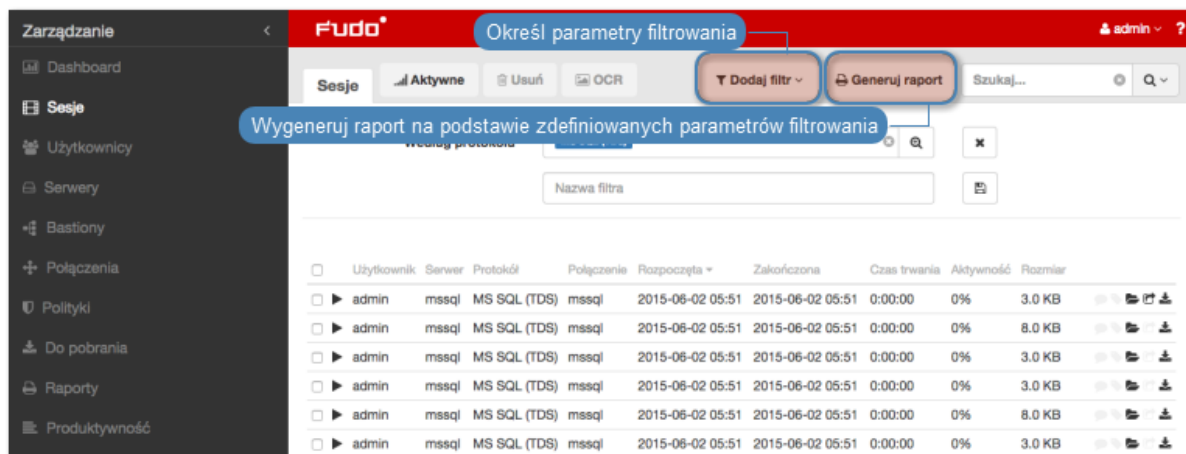 Zarządzanie
Fudo
Określ parametry filtrowania
admin
?
Dashboard
Sesje
Aktywne
Usuń
OCR
Dodaj filtr
Generuj raport
Szukaj...
Sesje
Wygeneruj raport na podstawie zdefiniowanych parametrów filtrowania
Użytkownicy
Serwery
Nazwa filtra
Bastiony
Połączenia
Użytkownik Serwer Protokół Połączenie Rozpoczęta Zakończona Czas trwania Aktywność Rozmiar
admin mssql MS SQL (TDS) mssql 2015-06-02 05:51 2015-06-02 05:51 0:00:00 0% 3.0 KB
Polityki
admin mssql MS SQL (TDS) mssql 2015-06-02 05:51 2015-06-02 05:51 0:00:00 0% 8.0 KB
Do pobrania
admin mssql MS SQL (TDS) mssql 2015-06-02 05:51 2015-06-02 05:51 0:00:00 0% 3.0 KB
Raporty
admin mssql MS SQL (TDS) mssql 2015-06-02 05:51 2015-06-02 05:51 0:00:00 0% 3.0 KB
admin mssql MS SQL (TDS) mssql 2015-06-02 05:51 2015-06-02 05:51 0:00:00 0% 8.0 KB
Produktywność
admin mssql MS SQL (TDS) mssql 2015-06-02 05:51 2015-06-02 05:51 0:00:00 0% 3.0 KB